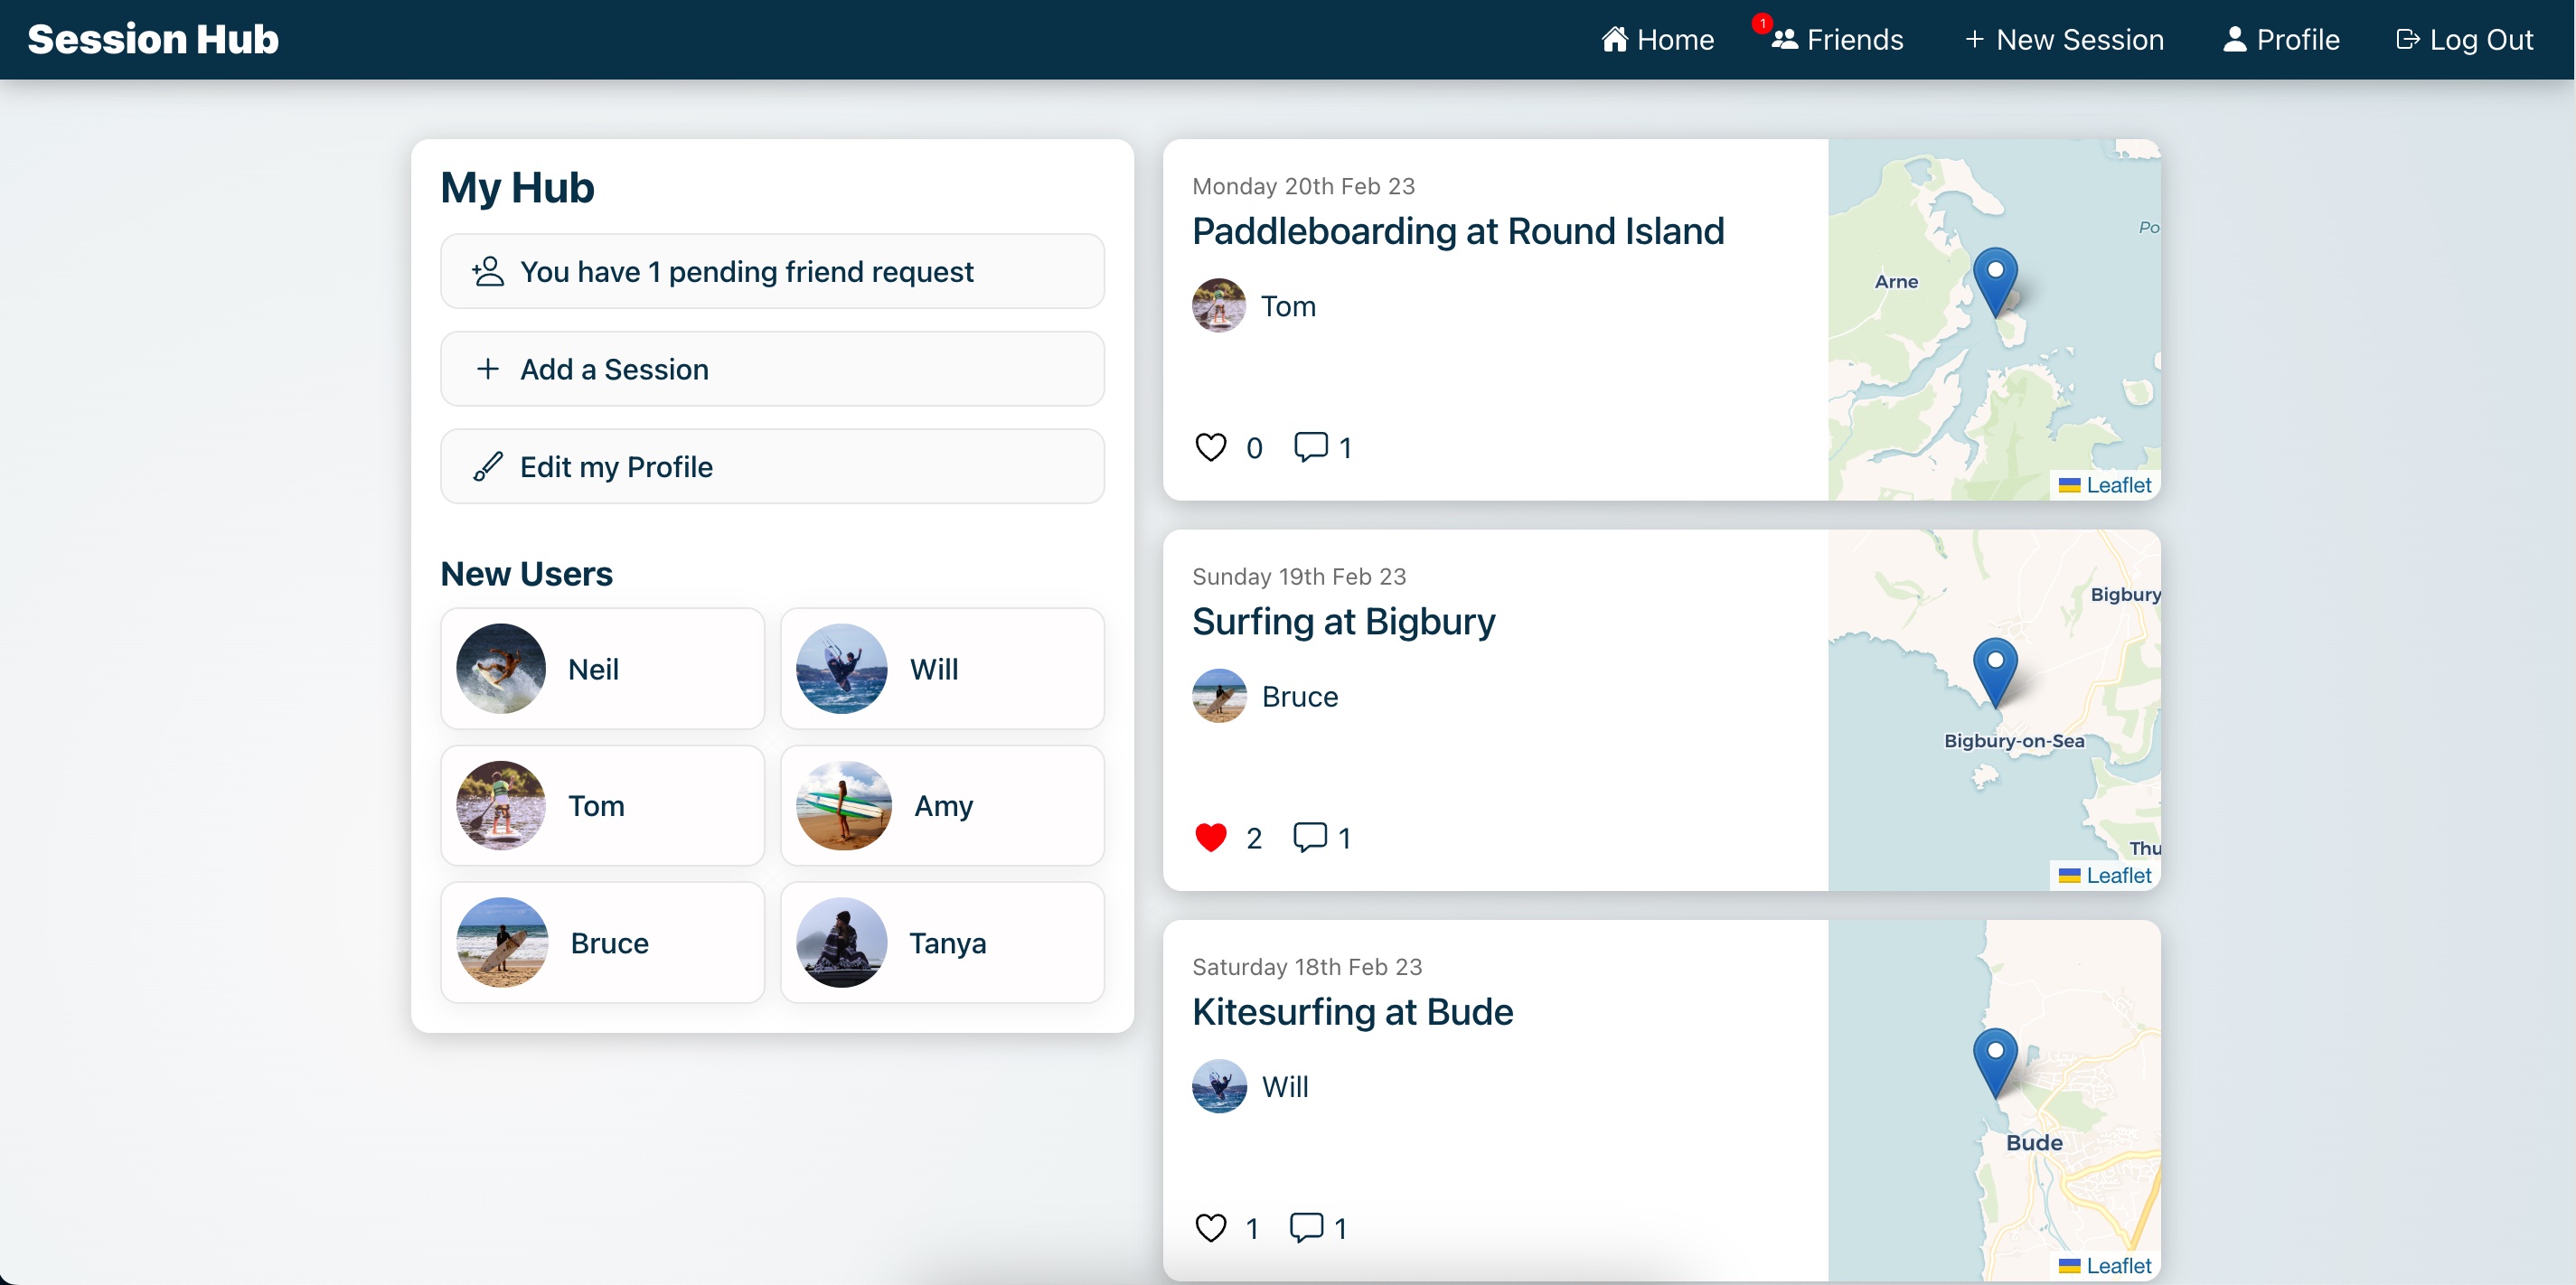 Session Hub
Home
1
Friends
+ New Session
Profile
Log Out
My Hub
You have 1 pending friend request
+ Add a Session
Edit my Profile
New Users
Neil
Will
Tom
Amy
Bruce
Tanya
Monday 20th Feb 23
Paddleboarding at Round Island
Tom
0
1
Arne
Po
Leaflet
Sunday 19th Feb 23
Surfing at Bigbury
Bruce
2
1
Bigbury
Bigbury-on-Sea
Thu
Leaflet
Saturday 18th Feb 23
Kitesurfing at Bude
Will
1
1
Bude
Leaflet